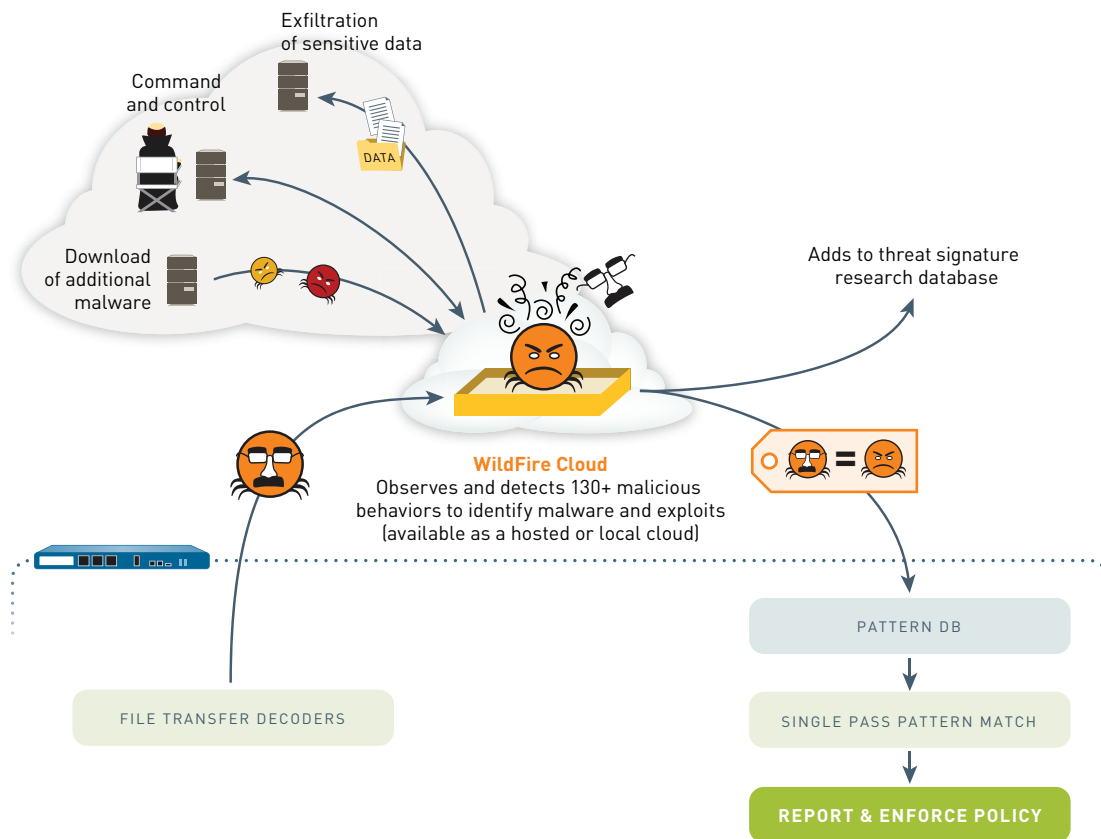 Exfiltration
of sensitive data
Command
and control
DATA
Download
of additional
malware
Adds to threat signature
research database
WildFire Cloud
Observes and detects 130+ malicious
behaviors to identify malware and exploits
(available as a hosted or local cloud)
PATTERN DB
FILE TRANSFER DECODERS
SINGLE PASS PATTERN MATCH
REPORT & ENFORCE POLICY